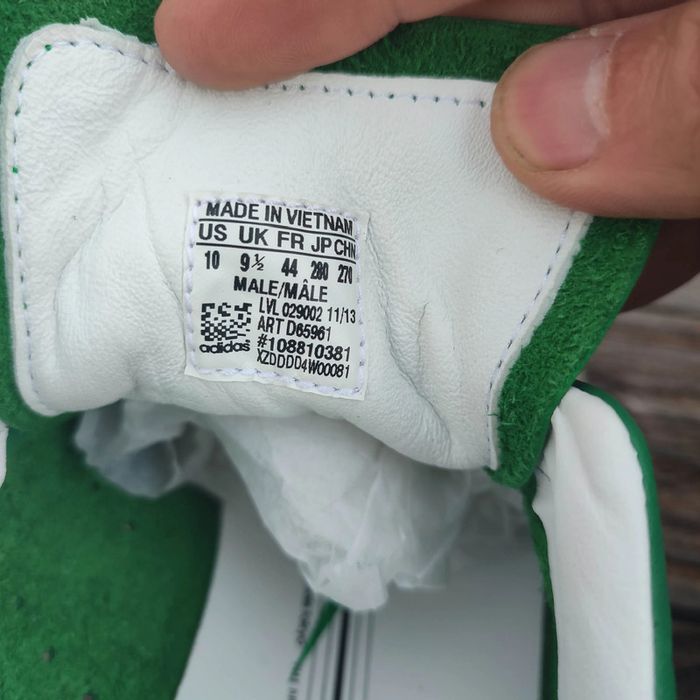 MADE IN VIETNAM
US UK FR JP CHN
10 9½ 44 280 270
MALE/MÂLE
LVL 029002 11/13
ART D65961
#108810381
adidas
XZDDDD4W00081